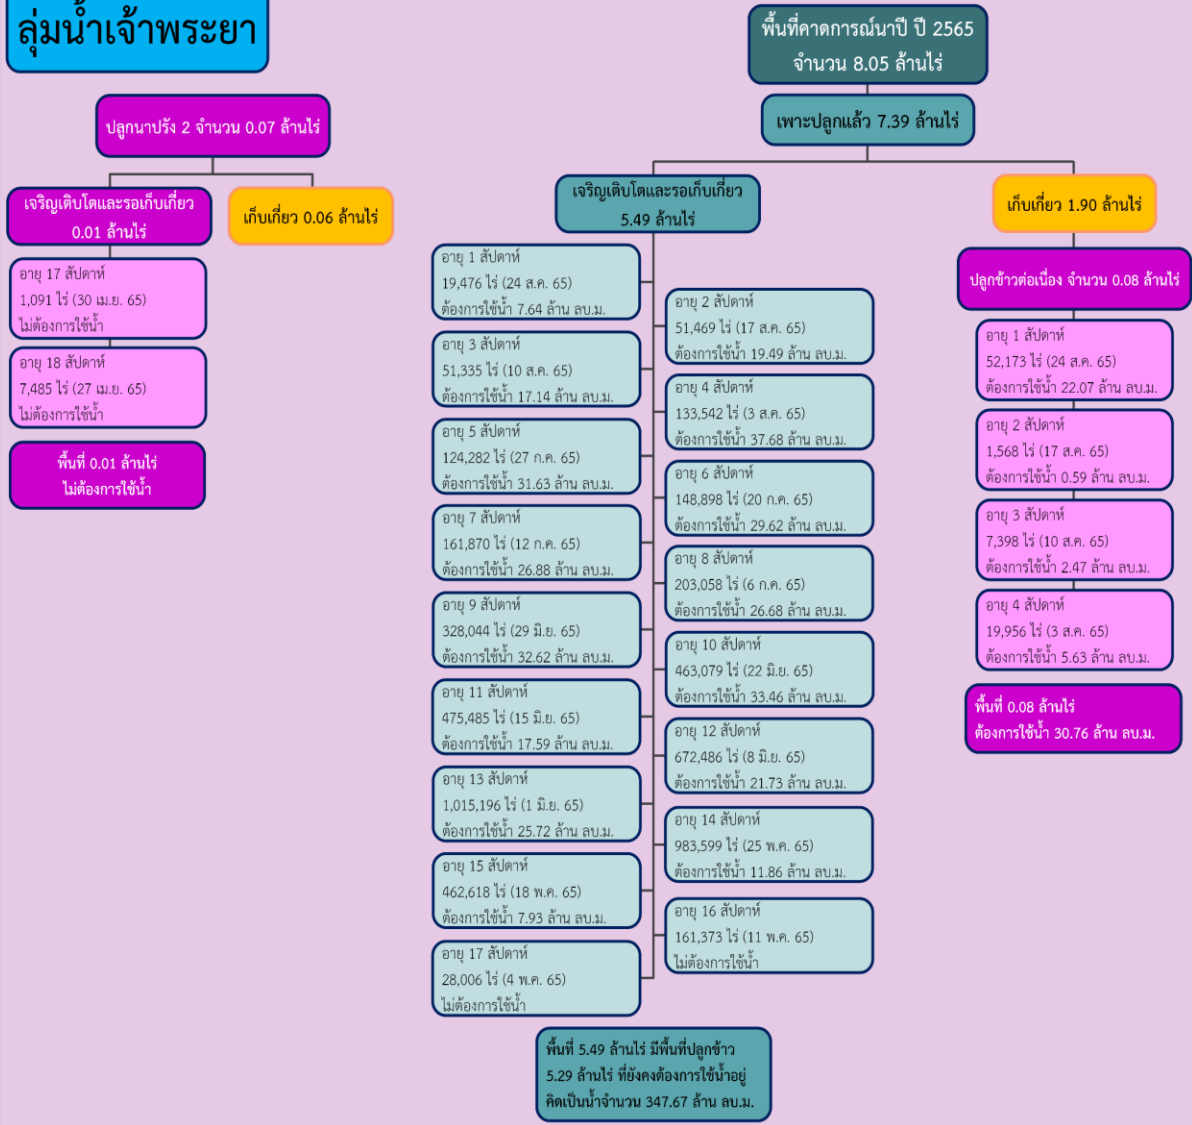 ลุ่มน้ำเจ้าพระยา
ปลูกนาปรัง 2 จำนวน 0.07 ล้านไร่
เจริญเติบโตและรอเก็บเกี่ยว
0.01 ล้านไร่
เก็บเกี่ยว 0.06 ล้านไร่
อายุ 17 สัปดาห์
1,091 ไร่ (30 เม.ย. 65)
ไม่ต้องการใช้น้ำ
อายุ 18 สัปดาห์
7,485 ไร่ (27 เม.ย. 65)
ไม่ต้องการใช้น้ำ
พื้นที่ 0.01 ล้านไร่
ไม่ต้องการใช้น้ำ
พื้นที่คาดการณ์นาปี ปี 2565
จำนวน 8.05 ล้านไร่
เพาะปลูกแล้ว 7.39 ล้านไร่
เจริญเติบโตและรอเก็บเกี่ยว
5.49 ล้านไร่
อายุ 1 สัปดาห์
19,476 ไร่ (24 ส.ค. 65)
ต้องการใช้น้ำ 7.64 ล้าน ลบ.ม.
อายุ 2 สัปดาห์
51,469 ไร่ (17 ส.ค. 65)
ต้องการใช้น้ำ 19.49 ล้าน ลบ.ม.
อายุ 3 สัปดาห์
51,335 ไร่ (10 ส.ค. 65)
ต้องการใช้น้ำ 17.14 ล้าน ลบ.ม.
อายุ 4 สัปดาห์
133,542 ไร่ (3 ส.ค. 65)
ต้องการใช้น้ำ 37.68 ล้าน ลบ.ม.
อายุ 5 สัปดาห์
124,282 ไร่ (27 ก.ค. 65)
ต้องการใช้น้ำ 31.63 ล้าน ลบ.ม.
อายุ 6 สัปดาห์
148,898 ไร่ (20 ก.ค. 65)
ต้องการใช้น้ำ 29.62 ล้าน ลบ.ม.
อายุ 7 สัปดาห์
161,870 ไร่ (12 ก.ค. 65)
ต้องการใช้น้ำ 26.88 ล้าน ลบ.ม.
อายุ 8 สัปดาห์
203,058 ไร่ (6 ก.ค. 65)
ต้องการใช้น้ำ 26.68 ล้าน ลบ.ม.
อายุ 9 สัปดาห์
328,044 ไร่ (29 มิ.ย. 65)
ต้องการใช้น้ำ 32.62 ล้าน ลบ.ม.
อายุ 10 สัปดาห์
463,079 ไร่ (22 มิ.ย. 65)
ต้องการใช้น้ำ 33.46 ล้าน ลบ.ม.
อายุ 11 สัปดาห์
475,485 ไร่ (15 มิ.ย. 65)
ต้องการใช้น้ำ 17.59 ล้าน ลบ.ม.
อายุ 12 สัปดาห์
672,486 ไร่ (8 มิ.ย. 65)
ต้องการใช้น้ำ 21.73 ล้าน ลบ.ม.
อายุ 13 สัปดาห์
1,015,196 ไร่ (1 มิ.ย. 65)
ต้องการใช้น้ำ 25.72 ล้าน ลบ.ม.
อายุ 14 สัปดาห์
983,599 ไร่ (25 พ.ค. 65)
ต้องการใช้น้ำ 11.86 ล้าน ลบ.ม.
อายุ 15 สัปดาห์
462,618 ไร่ (18 พ.ค. 65)
ต้องการใช้น้ำ 7.93 ล้าน ลบ.ม.
อายุ 16 สัปดาห์
161,373 ไร่ (11 พ.ค. 65)
ไม่ต้องการใช้น้ำ
อายุ 17 สัปดาห์
28,006 ไร่ (4 พ.ค. 65)
ไม่ต้องการใช้น้ำ
พื้นที่ 5.49 ล้านไร่ มีพื้นที่ปลูกข้าว
5.29 ล้านไร่ ที่ยังคงต้องการใช้น้ำอยู่
คิดเป็นน้ำจำนวน 347.67 ล้าน ลบ.ม.
เก็บเกี่ยว 1.90 ล้านไร่
ปลูกข้าวต่อเนื่อง จำนวน 0.08 ล้านไร่
อายุ 1 สัปดาห์
52,173 ไร่ (24 ส.ค. 65)
ต้องการใช้น้ำ 22.07 ล้าน ลบ.ม.
อายุ 2 สัปดาห์
1,568 ไร่ (17 ส.ค. 65)
ต้องการใช้น้ำ 0.59 ล้าน ลบ.ม.
อายุ 3 สัปดาห์
7,398 ไร่ (10 ส.ค. 65)
ต้องการใช้น้ำ 2.47 ล้าน ลบ.ม.
อายุ 4 สัปดาห์
19,956 ไร่ (3 ส.ค. 65)
ต้องการใช้น้ำ 5.63 ล้าน ลบ.ม.
พื้นที่ 0.08 ล้านไร่
ต้องการใช้น้ำ 30.76 ล้าน ลบ.ม.